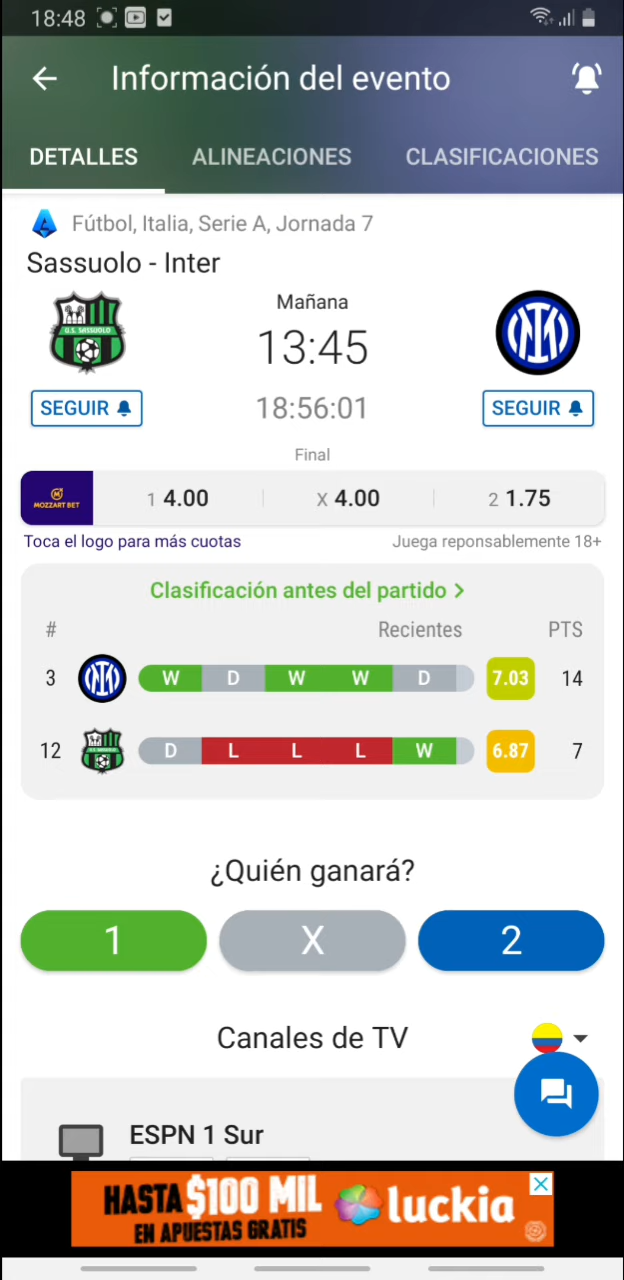 18:48
Información del evento
DETALLES ALINEACIONES CLASIFICACIONES
Fútbol, Italia, Serie A, Jornada 7
Sassuolo - Inter
Mañana
13:45
U.S. SASSUOLO
SEGUIR 18:56:01 SEGUIR
Final
MOZZART BET 1 4.00 X 4.00 2 1.75
Toca el logo para más cuotas Juega reponsablemente 18+
Clasificación antes del partido >
# Recientes PTS
3 W D W W D 7.03 14
12 D L L L W 6.87 7
¿Quién ganará?
1 X 2
Canales de TV
ESPN 1 Sur
HASTA $100 MIL
EN APUESTAS GRATIS
luckia